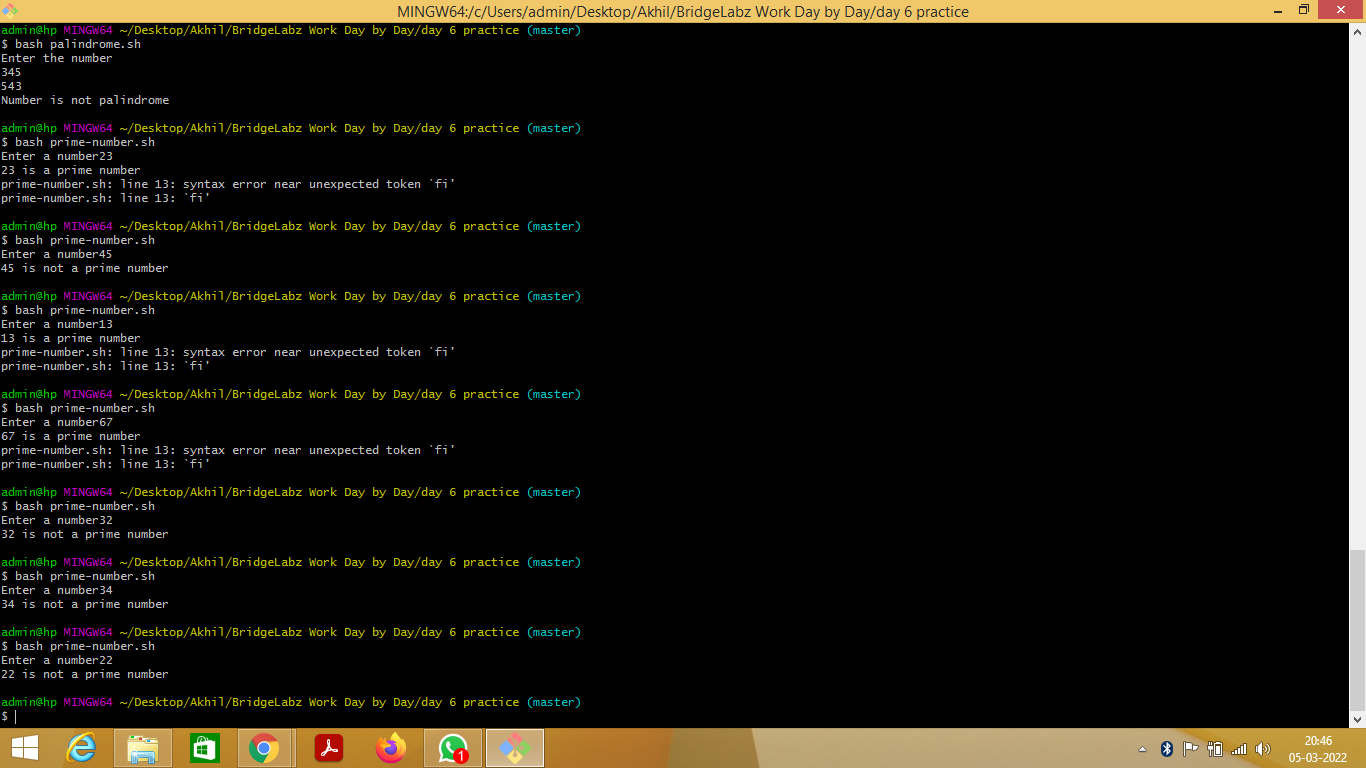 MINGW64:/c/Users/admin/Desktop/Akhil/BridgeLabz Work Day by Day/day 6 practice
admin@hp MINGW64 ~/Desktop/Akhil/BridgeLabz Work Day by Day/day 6 practice (master)
$ bash palindrome.sh
Enter the number
345
543
Number is not palindrome
admin@hp MINGW64 ~/Desktop/Akhil/BridgeLabz Work Day by Day/day 6 practice (master)
$ bash prime-number.sh
Enter a number23
23 is a prime number
prime-number.sh: line 13: syntax error near unexpected token `fi'
prime-number.sh: line 13: `fi'
admin@hp MINGW64 ~/Desktop/Akhil/BridgeLabz Work Day by Day/day 6 practice (master)
$ bash prime-number.sh
Enter a number45
45 is not a prime number
admin@hp MINGW64 ~/Desktop/Akhil/BridgeLabz Work Day by Day/day 6 practice (master)
$ bash prime-number.sh
Enter a number13
13 is a prime number
prime-number.sh: line 13: syntax error near unexpected token `fi'
prime-number.sh: line 13: `fi'
admin@hp MINGW64 ~/Desktop/Akhil/BridgeLabz Work Day by Day/day 6 practice (master)
$ bash prime-number.sh
Enter a number67
67 is a prime number
prime-number.sh: line 13: syntax error near unexpected token `fi'
prime-number.sh: line 13: `fi'
admin@hp MINGW64 ~/Desktop/Akhil/BridgeLabz Work Day by Day/day 6 practice (master)
$ bash prime-number.sh
Enter a number32
32 is not a prime number
admin@hp MINGW64 ~/Desktop/Akhil/BridgeLabz Work Day by Day/day 6 practice (master)
$ bash prime-number.sh
Enter a number34
34 is not a prime number
admin@hp MINGW64 ~/Desktop/Akhil/BridgeLabz Work Day by Day/day 6 practice (master)
$ bash prime-number.sh
Enter a number22
22 is not a prime number
admin@hp MINGW64 ~/Desktop/Akhil/BridgeLabz Work Day by Day/day 6 practice (master)
$
1
20:46
05-03-2022